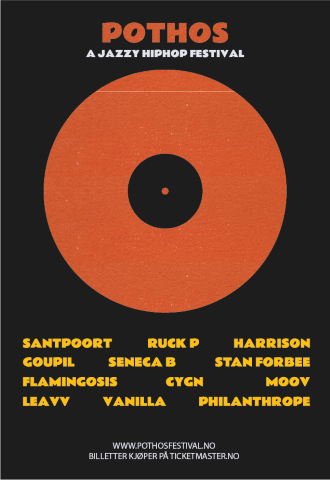 POTHOS
A JAZZY HIPHOP FESTIVAL
SANTPOORT RUCK P HARRISON
GOUPIL SENECA B STAN FORBEE
FLAMINGOSIS CYGN MOOV
LEAVV VANILLA PHILANTHROPE
WWW.POTHOSFESTIVAL.NO
BILLETTER KJØPER PÅ TICKETMASTER.NO